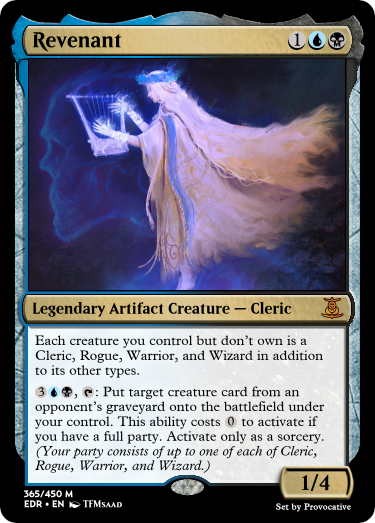 Revenant 1
Legendary Artifact Creature — Cleric
Each creature you control but don't own is a
Cleric, Rogue, Warrior, and Wizard in addition
to its other types.
3, : Put target creature card from an
opponent's graveyard onto the battlefield under
your control. This ability costs 0 to activate if
you have a full party. Activate only as a sorcery.
(Your party consists of up to one of each of Cleric,
Rogue, Warrior, and Wizard.)
1/4
365/450 M
EDR • EN TFMSAAD
Set by Provocative